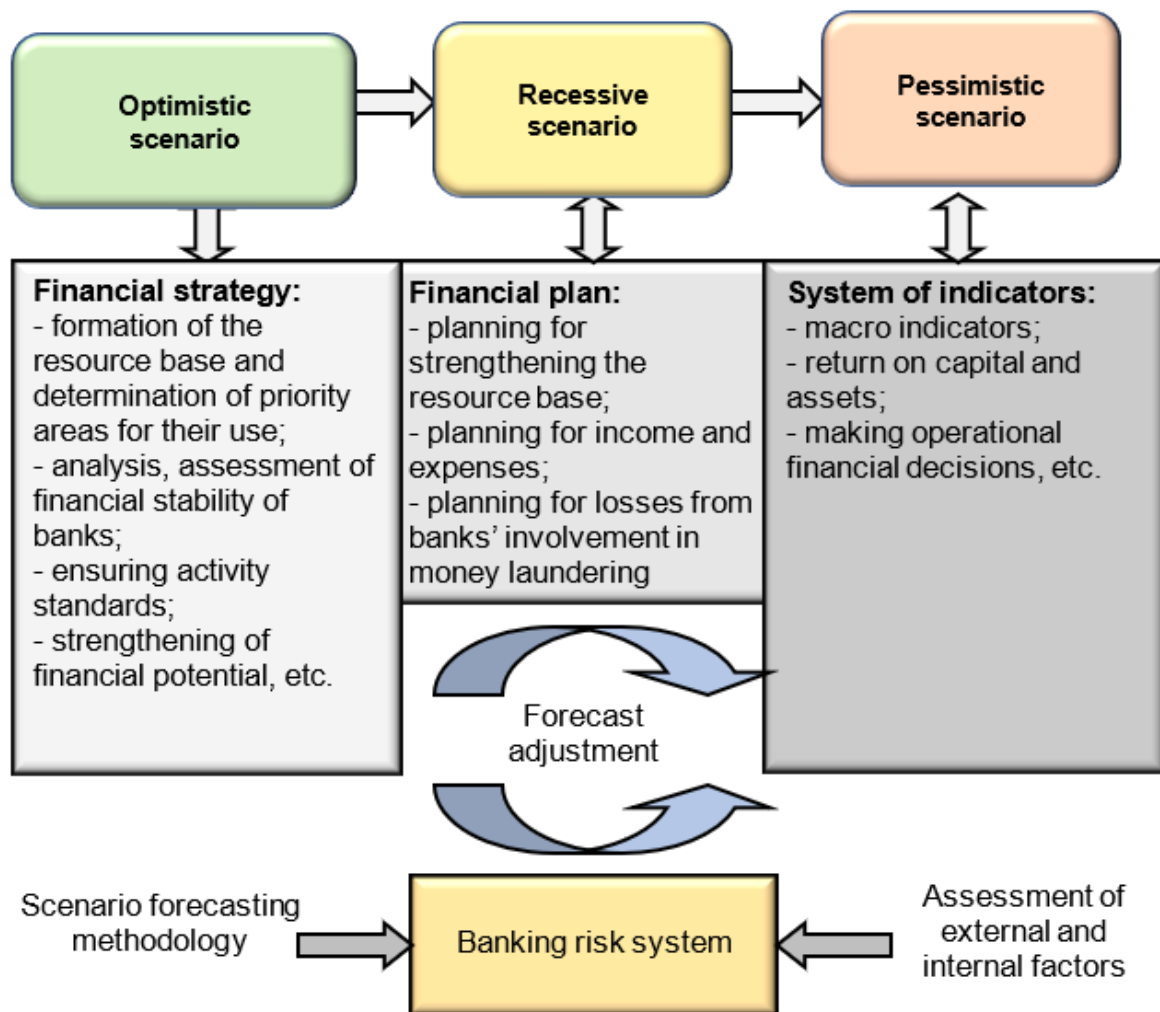 Optimistic
scenario
Recessive
scenario
Pessimistic
scenario
Financial strategy:
- formation of the
resource base and
determination of priority
areas for their use;
- analysis, assessment of
financial stability of
banks;
- ensuring activity
standards;
- strengthening of
financial potential, etc.
Financial plan:
- planning for
strengthening the
resource base;
- planning for income and
expenses;
- planning for losses from
banks’ involvement in
money laundering
System of indicators:
- macro indicators;
- return on capital and
assets;
- making operational
financial decisions, etc.
Forecast
adjustment
Scenario forecasting
methodology
Banking risk system
Assessment of
external and
internal factors